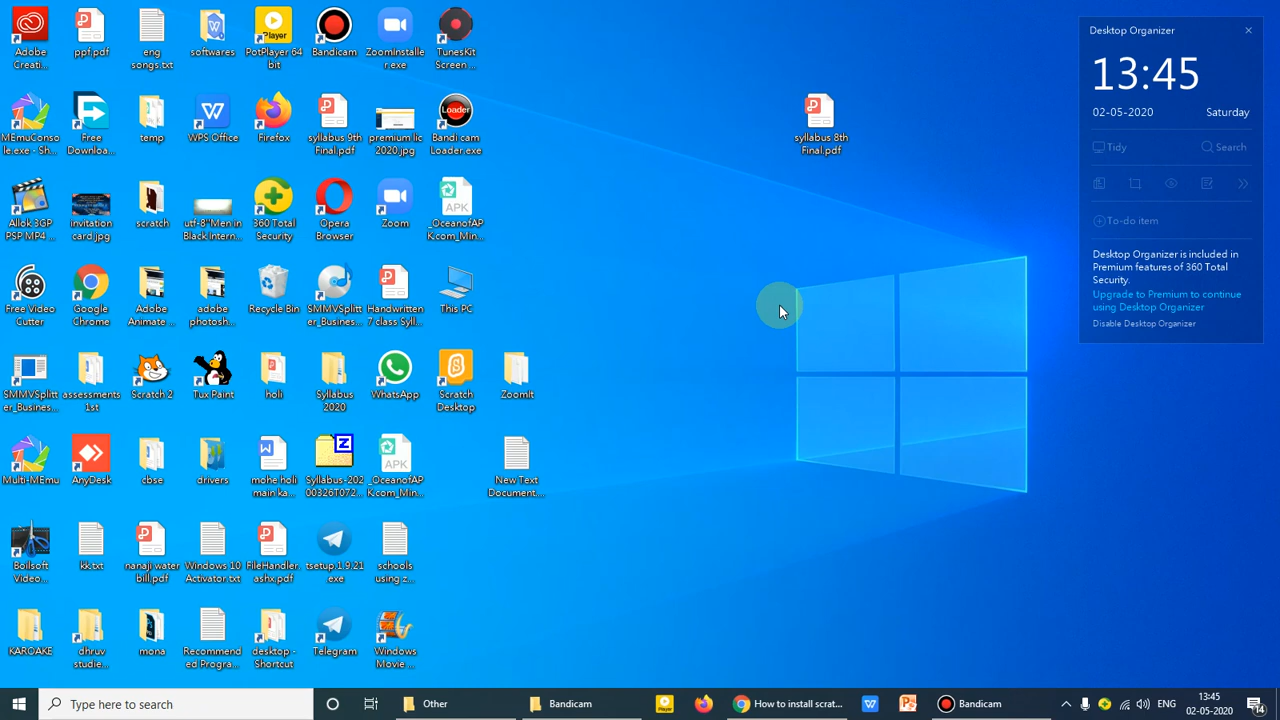 Adobe
Creati...
ppf.pdf
eng
songs.txt
softwares
Player
PotPlayer 64
bit
Bandicam
ZoomInstalle
r.exe
TunesKit
Screen ...
Desktop Organizer
13:45
02-05-2020 Saturday
Tidy Search
To-do item
Desktop Organizer is included in
Premium features of 360 Total
Security.
Upgrade to Premium to continue
using Desktop Organizer
Disable Desktop Organizer
MEmuConso
le.exe - Sh...
Free
Downloa...
temp
WPS Office
Firefox
syllabus 9th
Final.pdf
premium lic
2020.jpg
Loader
Bandi cam
Loader.exe
syllabus 8th
Final.pdf
Allok 3GP
PSP MP4 ...
invitation
card.jpg
scratch
utf-8''Men in
Black.Intern...
360 Total
Security
Opera
Browser
Zoom
APK
_OceanofAP
K.com_Min...
Free Video
Cutter
Google
Chrome
Adobe
Animate ...
adobe
photosh...
Recycle Bin
SMMVSplitt
er_Busines...
Handwritten
7 class Syll...
This PC
SMMVSplitt
er_Busines...
assessments
1st
Scratch 2
Tux Paint
holi
Syllabus
2020
WhatsApp
Scratch
Desktop
ZoomIt
Multi-MEmu
AnyDesk
cbse
drivers
mohe holi
main ka...
Syllabus-202
00326T072...
APK
_OceanofAP
K.com_Min...
New Text
Document...
Boilsoft
Video...
kk.txt
nanaji water
bill.pdf
Windows 10
Activator.txt
FileHandler.
ashx.pdf
tsetup.1.9.21
.exe
schools
using z...
KAROAKE
dhruv
studie...
mona
Recommend
ed Progra...
desktop -
Shortcut
Telegram
Windows
Movie ...
Type here to search
Other
Bandicam
Player
How to install scrat...
Bandicam
ENG
13:45
02-05-2020
14